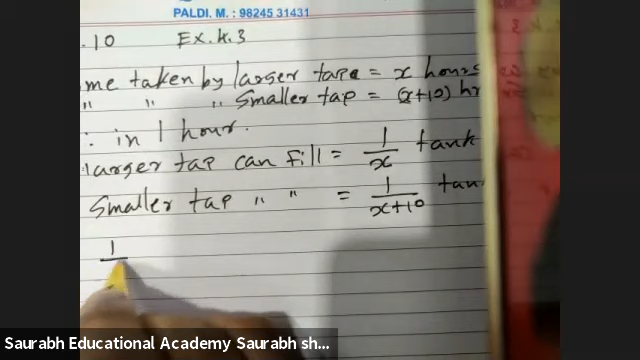 PALDI. M. : 98245 31431
.10 Ex.4.3
me taken by larger tap = x hours
" " " Smaller tap = (x+10) hr
∴ in 1 hour.
larger tap can fill = 1/x tank
Smaller tap " " = 1/x+10 tan
1
Saurabh Educational Academy Saurabh sh...